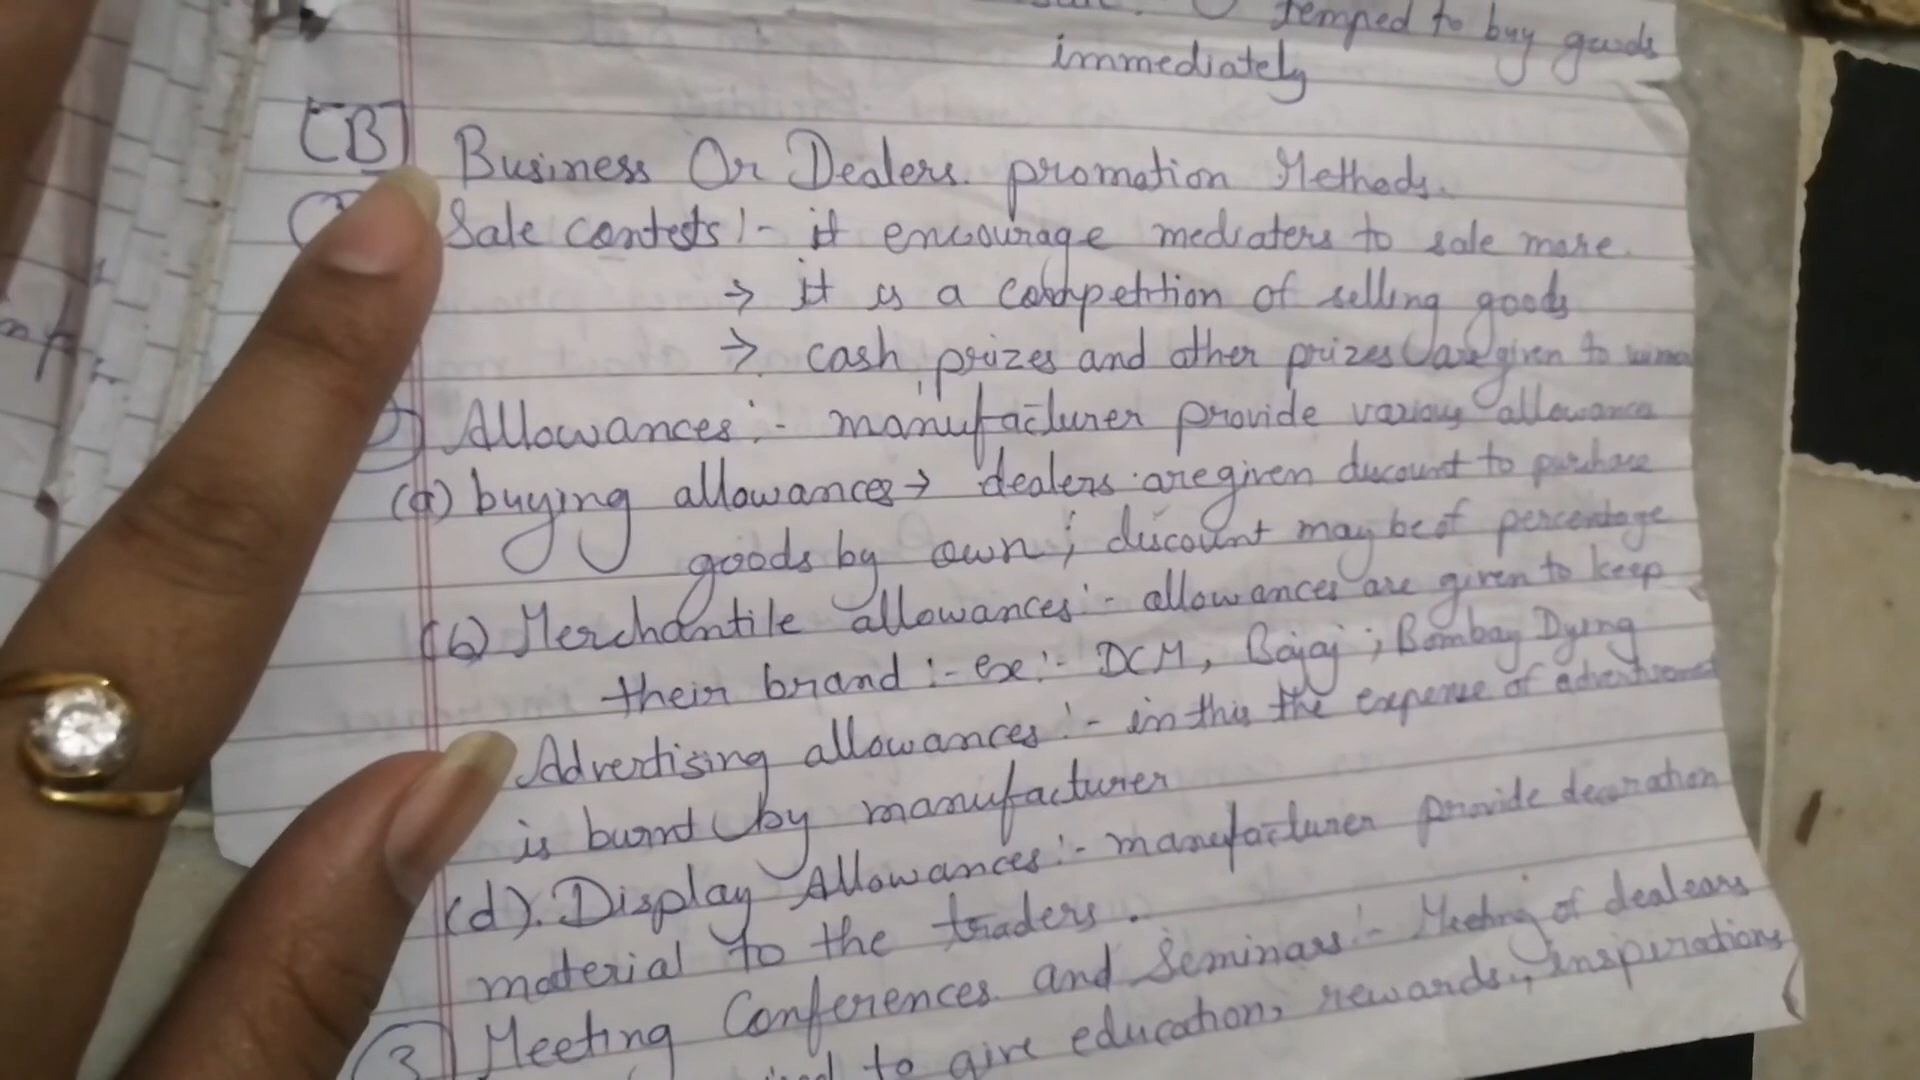 temped to buy goods
immediately
[B] Business Or Dealers promotion Methods.
Sale contests :- it encourage mediaters to sale more.
→ it is a competition of selling goods
→ cash prizes and other prizes are given to
Allowances :- manufacturer provide various allowance
(a) buying allowances → dealers are given discount to purchase
goods by own ; discount may be of percentage
(b) Merchantile allowances :- allowances are given to keep
their brand :- ex :- DCM, Bajaj ; Bombay Dyeing
Advertising allowances :- in this the expense of
is burnt by manufacturer
(d). Display Allowances :- manufacturer provide decoration
material to the traders.
3) Meeting Conferences and Seminars :- Meeting of dealears
to give education, rewards, inspirations